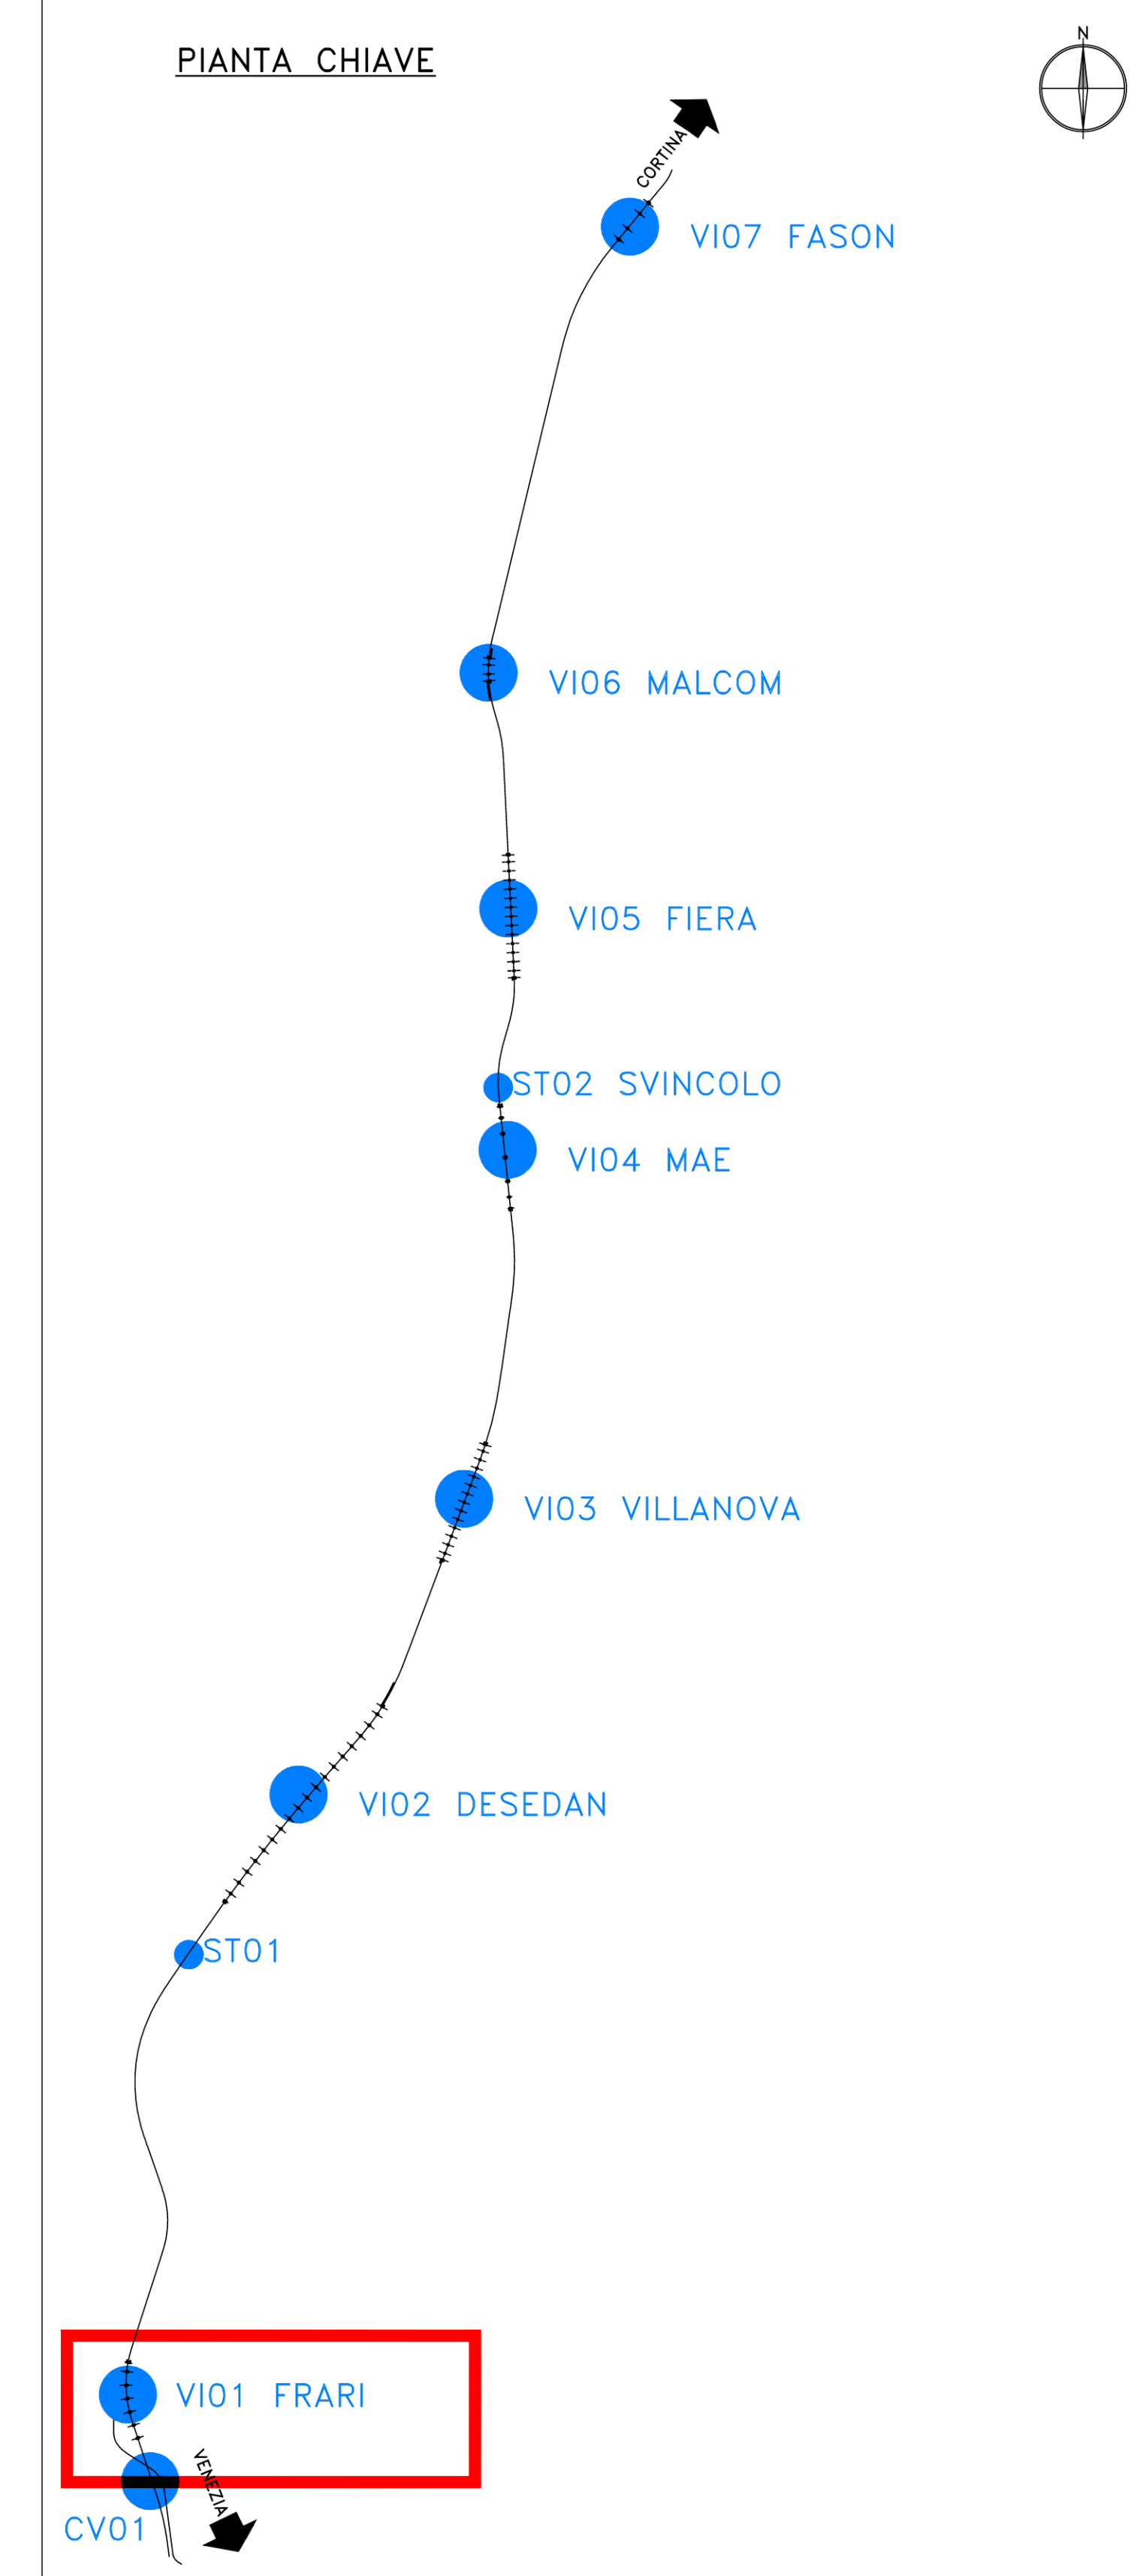 PIANTA CHIAVE
N
CORTINA
VI07 FASON
VI06 MALCOM
VI05 FIERA
ST02 SVINCOLO
VI04 MAE
VI03 VILLANOVA
VI02 DESEDAN
ST01
VI01 FRARI
VENEZIA
CV01